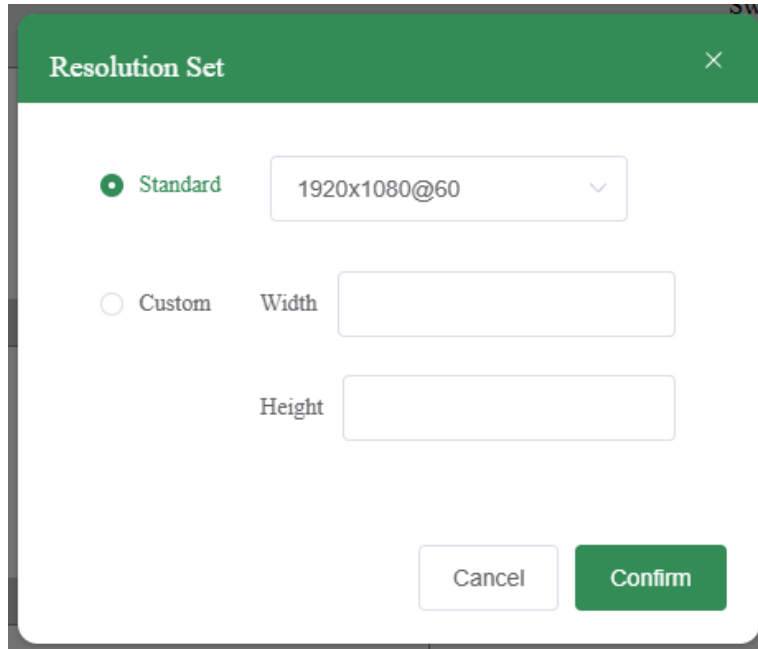 Resolution Set
Standard 1920x1080@60
Custom Width
Height
Cancel Confirm